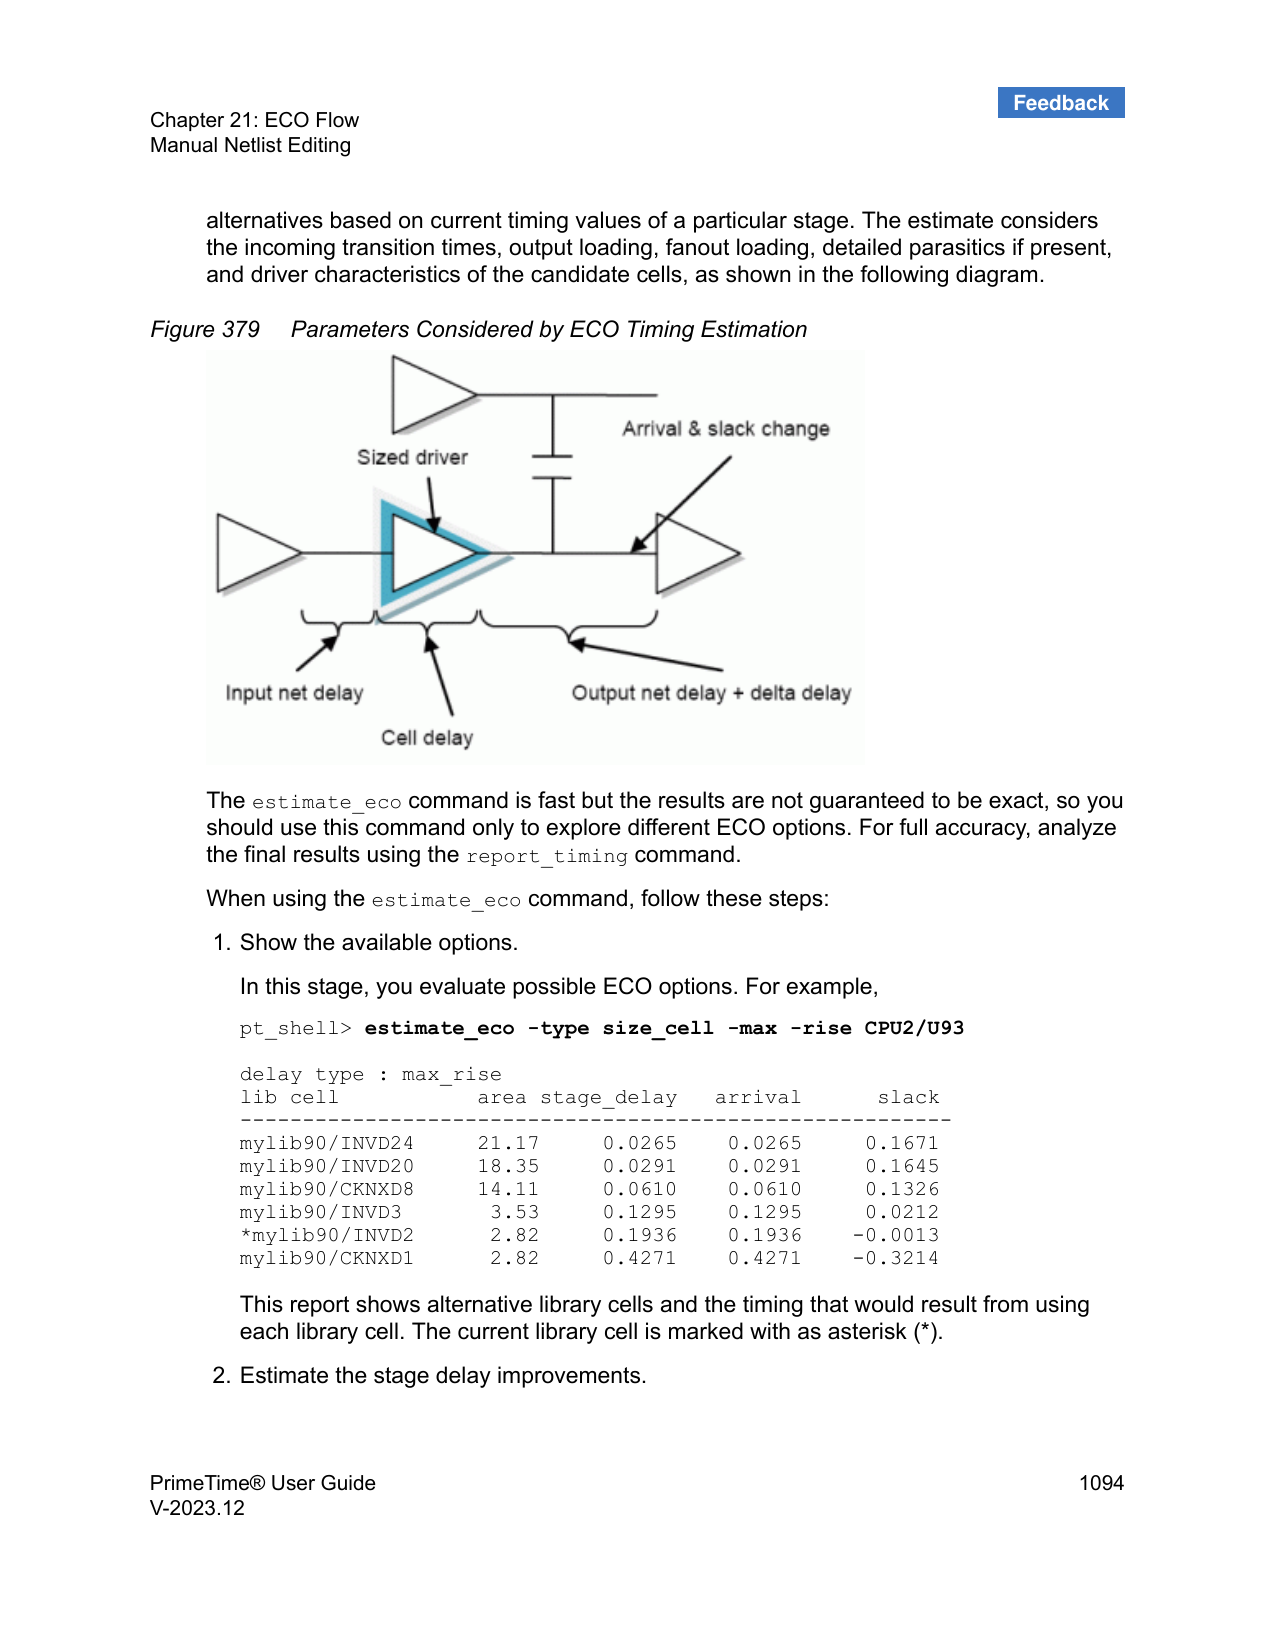 Feedback
Chapter 21: ECO Flow
Manual Netlist Editing
alternatives based on current timing values of a particular stage. The estimate considers
the incoming transition times, output loading, fanout loading, detailed parasitics if present,
and driver characteristics of the candidate cells, as shown in the following diagram.
Figure 379 Parameters Considered by ECO Timing Estimation
Arrival & slack change
Sized driver
Input net delay
Output net delay + delta delay
Cell delay
The estimate_eco command is fast but the results are not guaranteed to be exact, so you
should use this command only to explore different ECO options. For full accuracy, analyze
the final results using the report_timing command.
When using the estimate_eco command, follow these steps:
1. Show the available options.
In this stage, you evaluate possible ECO options. For example,
pt_shell> estimate_eco -type size_cell -max -rise CPU2/U93
delay type : max_rise
lib cell           area stage_delay   arrival      slack
---------------------------------------------------------
mylib90/INVD24     21.17     0.0265    0.0265     0.1671
mylib90/INVD20     18.35     0.0291    0.0291     0.1645
mylib90/CKNXD8     14.11     0.0610    0.0610     0.1326
mylib90/INVD3       3.53     0.1295    0.1295     0.0212
*mylib90/INVD2      2.82     0.1936    0.1936    -0.0013
mylib90/CKNXD1      2.82     0.4271    0.4271    -0.3214
This report shows alternative library cells and the timing that would result from using
each library cell. The current library cell is marked with as asterisk (*).
2. Estimate the stage delay improvements.
PrimeTime® User Guide 1094
V-2023.12